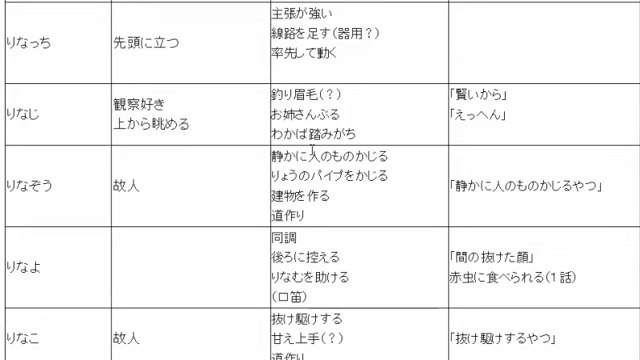 主張が強い
りなっち
先頭に立つ
線路を足す(器用?)
率先して動く
りなじ
観察好き
上から眺める
釣り眉毛(?)
お姉さんぶる
わかば踏みがち
「賢いから」
「えっへん」
りなぞう
故人
静かに人のものかじる
りょうのパイプをかじる
建物を作る
道作り
「静かに人のものかじるやつ」
りなよ
同調
後ろに控える
りなむを助ける
(口笛)
「間の抜けた顔」
赤虫に食べられる(1話)
りなこ
故人
抜け駆けする
甘え上手(?)
道作り
「抜け駆けするやつ」